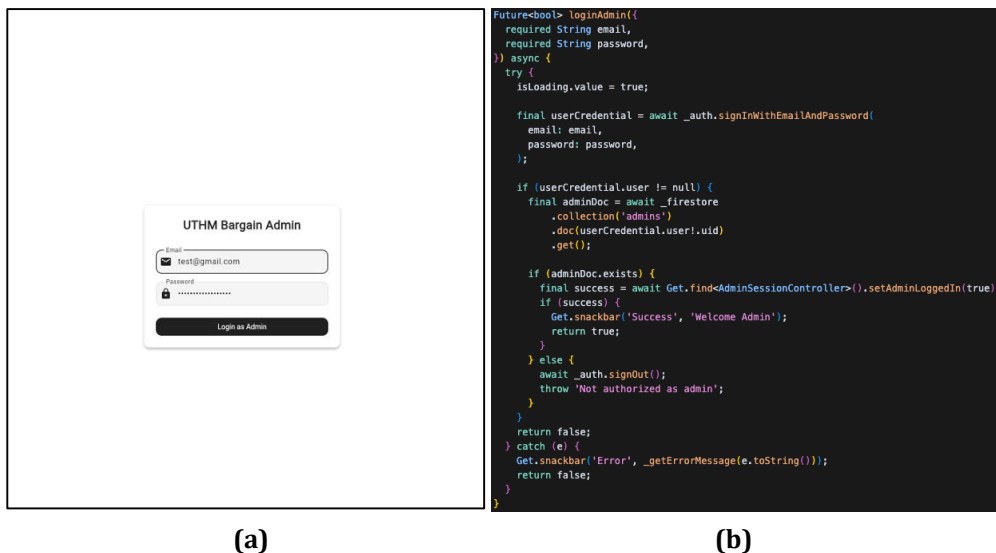 UTHM Bargain Admin
Email
test@gmail.com
Password
••••••••••••••••••
Login as Admin
(a)
Future<bool> loginAdmin({
  required String email,
  required String password,
}) async {
  try {
    isLoading.value = true;

    final userCredential = await _auth.signInWithEmailAndPassword(
      email: email,
      password: password,
    );

    if (userCredential.user != null) {
      final adminDoc = await _firestore
          .collection('admins')
          .doc(userCredential.user!.uid)
          .get();

      if (adminDoc.exists) {
        final success = await Get.find<AdminSessionController>().setAdminLoggedIn(true)
        if (success) {
          Get.snackbar('Success', 'Welcome Admin');
          return true;
        }
      } else {
        await _auth.signOut();
        throw 'Not authorized as admin';
      }
    }
    return false;
  } catch (e) {
    Get.snackbar('Error', _getErrorMessage(e.toString()));
    return false;
  }
}
(b)